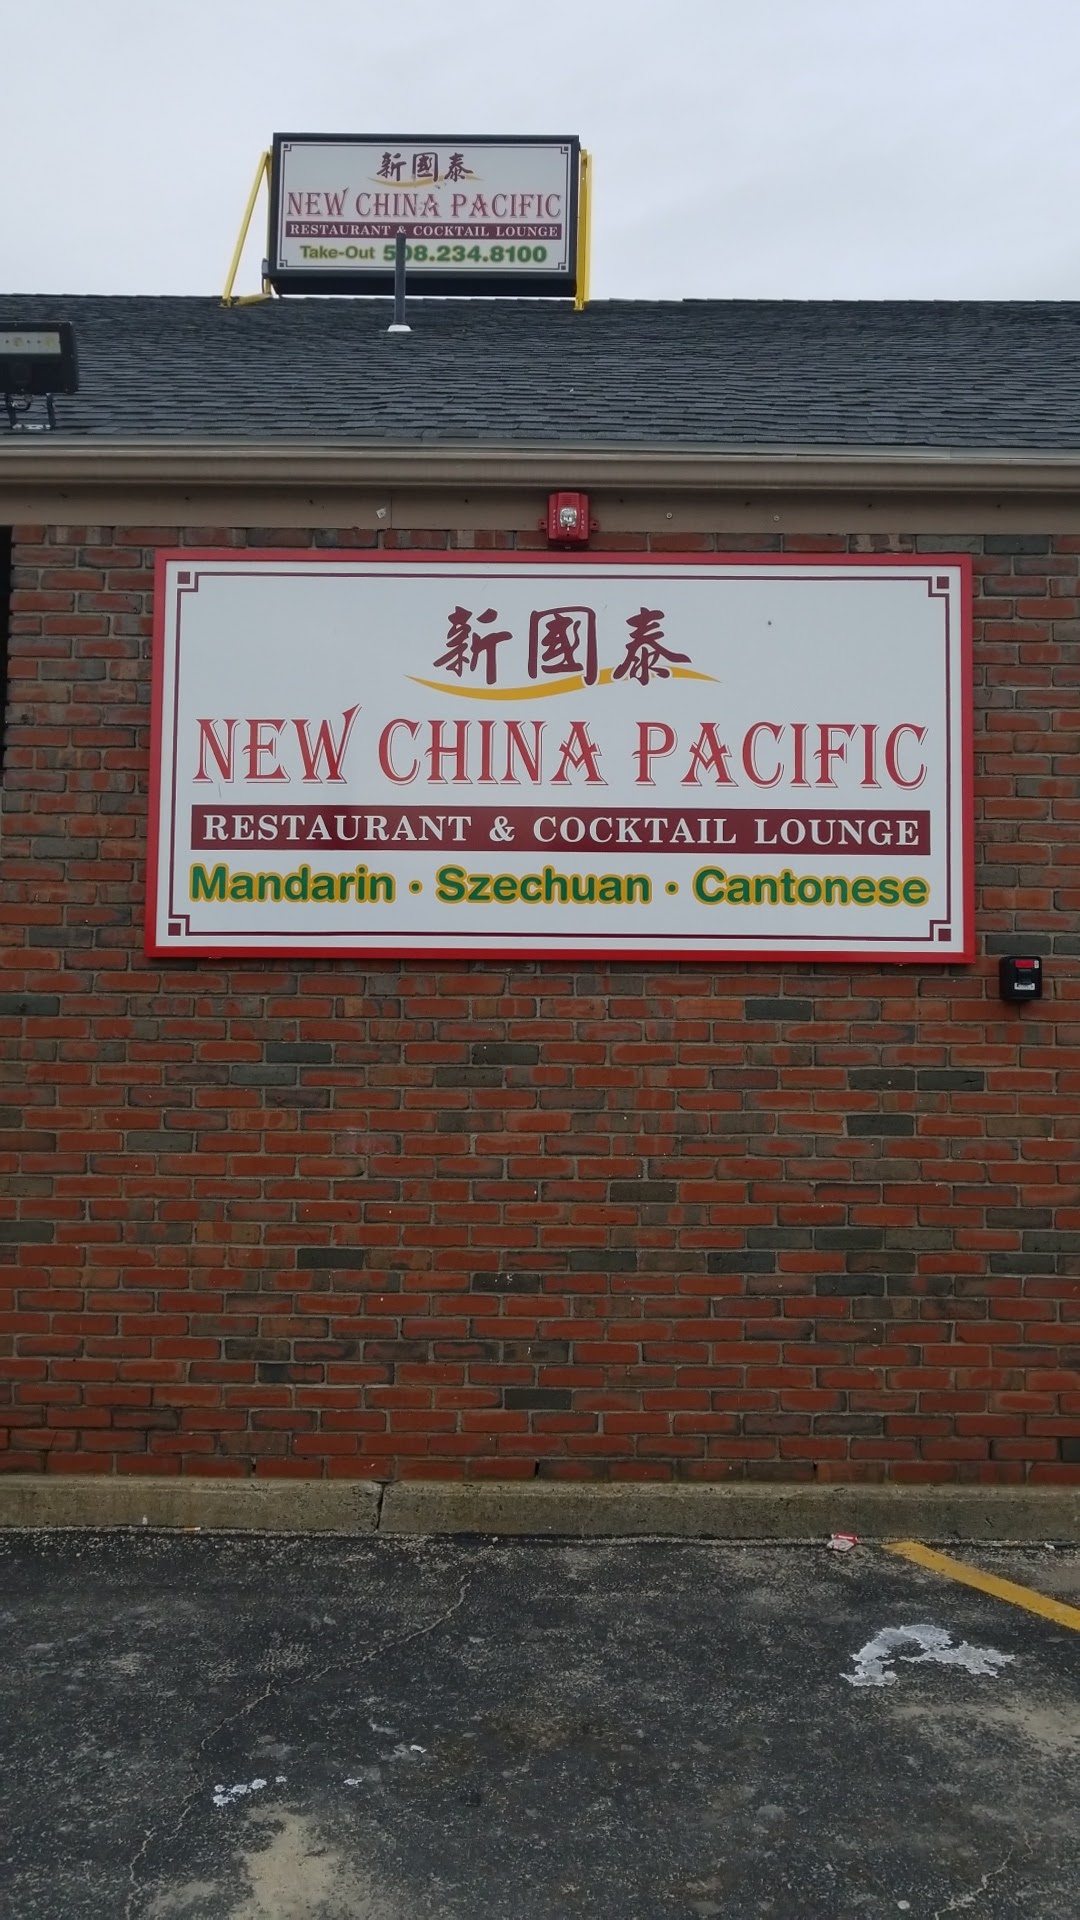 新國泰
NEW CHINA PACIFIC
RESTAURANT & COCKTAIL LOUNGE
Take-Out 508.234.8100
新國泰
NEW CHINA PACIFIC
RESTAURANT & COCKTAIL LOUNGE
Mandarin · Szechuan · Cantonese